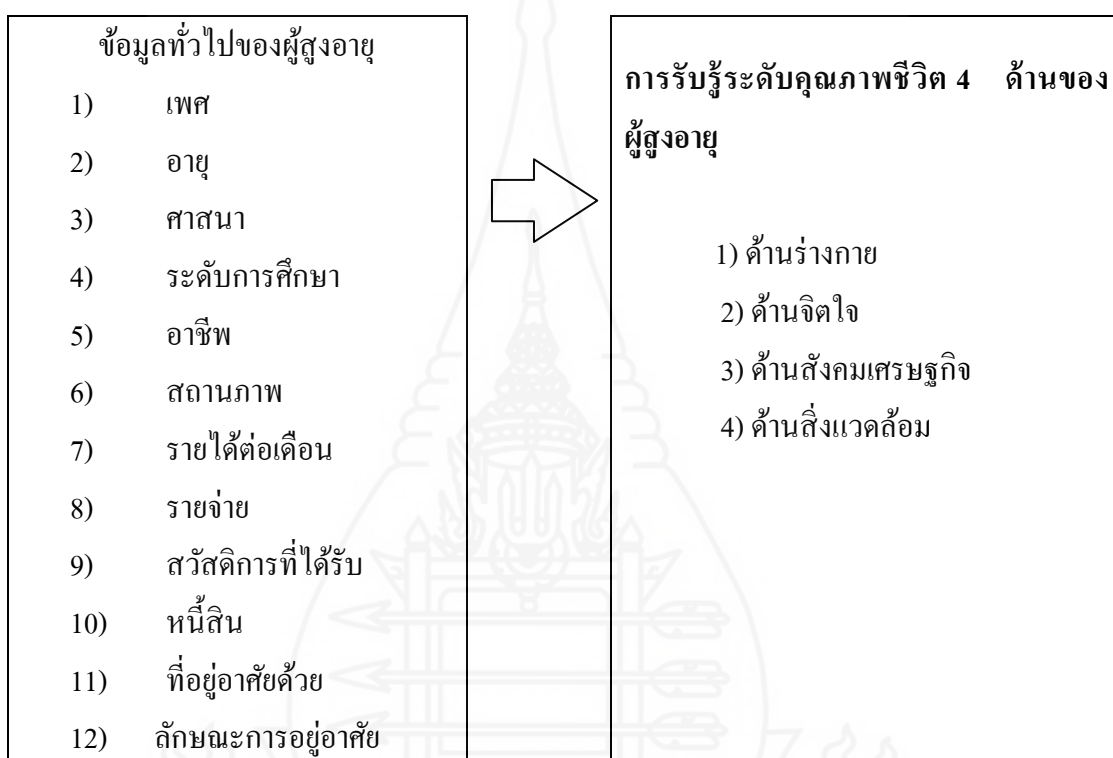 ข้อมูลทั่วไปของผู้สูงอายุ
1) เพศ
2) อายุ
3) ศาสนา
4) ระดับการศึกษา
5) อาชีพ
6) สถานภาพ
7) รายได้ต่อเดือน
8) รายจ่าย
9) สวัสดิการที่ได้รับ
10) หนี้สิน
11) ที่อยู่อาศัยด้วย
12) ลักษณะการอยู่อาศัย
การรับรู้ระดับคุณภาพชีวิต 4 ด้านของ
ผู้สูงอายุ
1) ด้านร่างกาย
2) ด้านจิตใจ
3) ด้านสังคมเศรษฐกิจ
4) ด้านสิ่งแวดล้อม